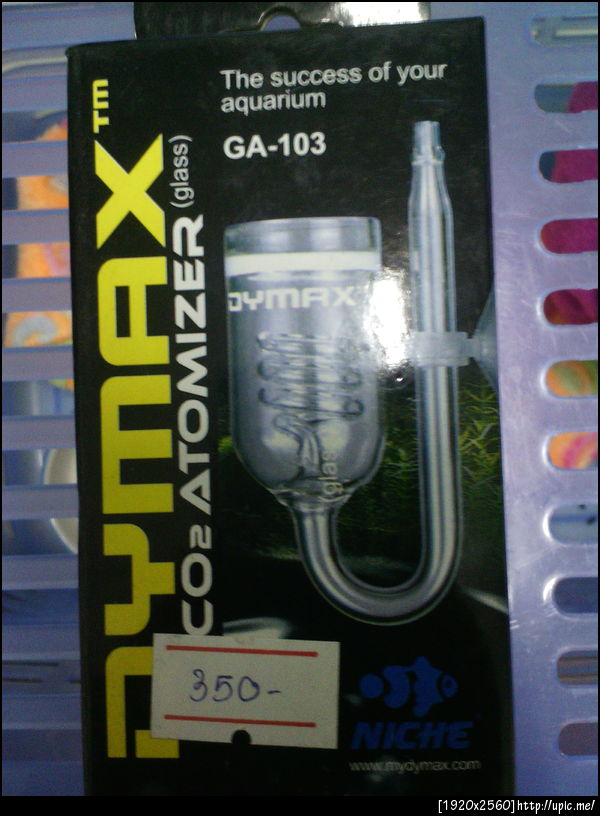 The success of your
aquarium
GA-103
DYMAX™
CO2 ATOMIZER (glass)
DYMAX
glass
350-
NICHE
www.mydymax.com
[1920x2560]http://upic.me/